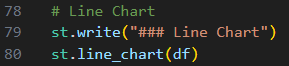 78 # Line Chart
79 st.write("### Line Chart")
80 st.line_chart(df)